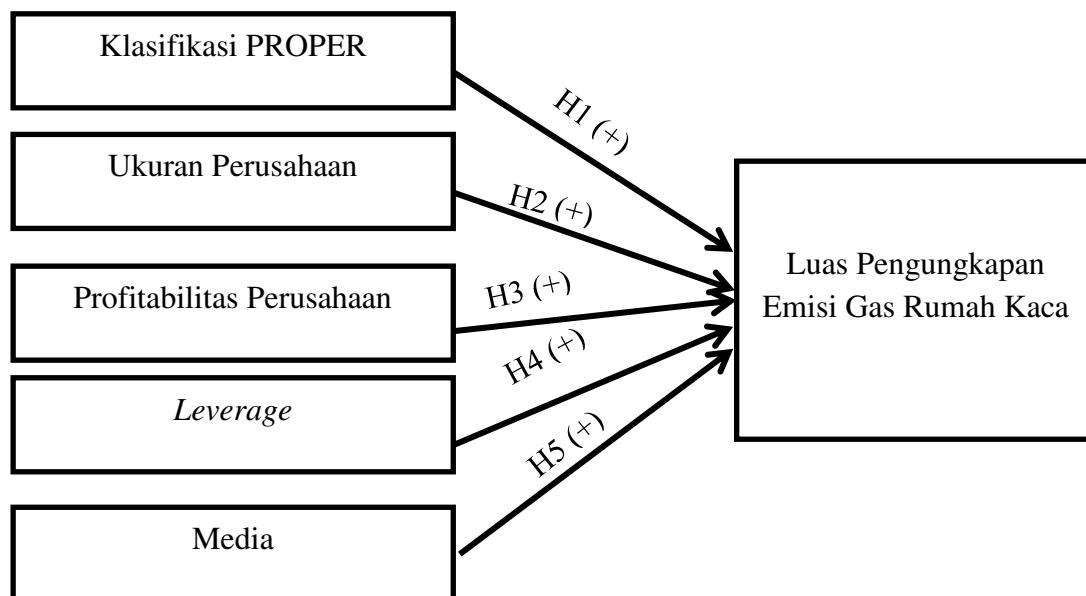 Klasifikasi PROPER
H1 (+)
Ukuran Perusahaan
H2 (+)
Luas Pengungkapan
Emisi Gas Rumah Kaca
Profitabilitas Perusahaan
H3 (+)
H4 (+)
Leverage
H5 (+)
Media